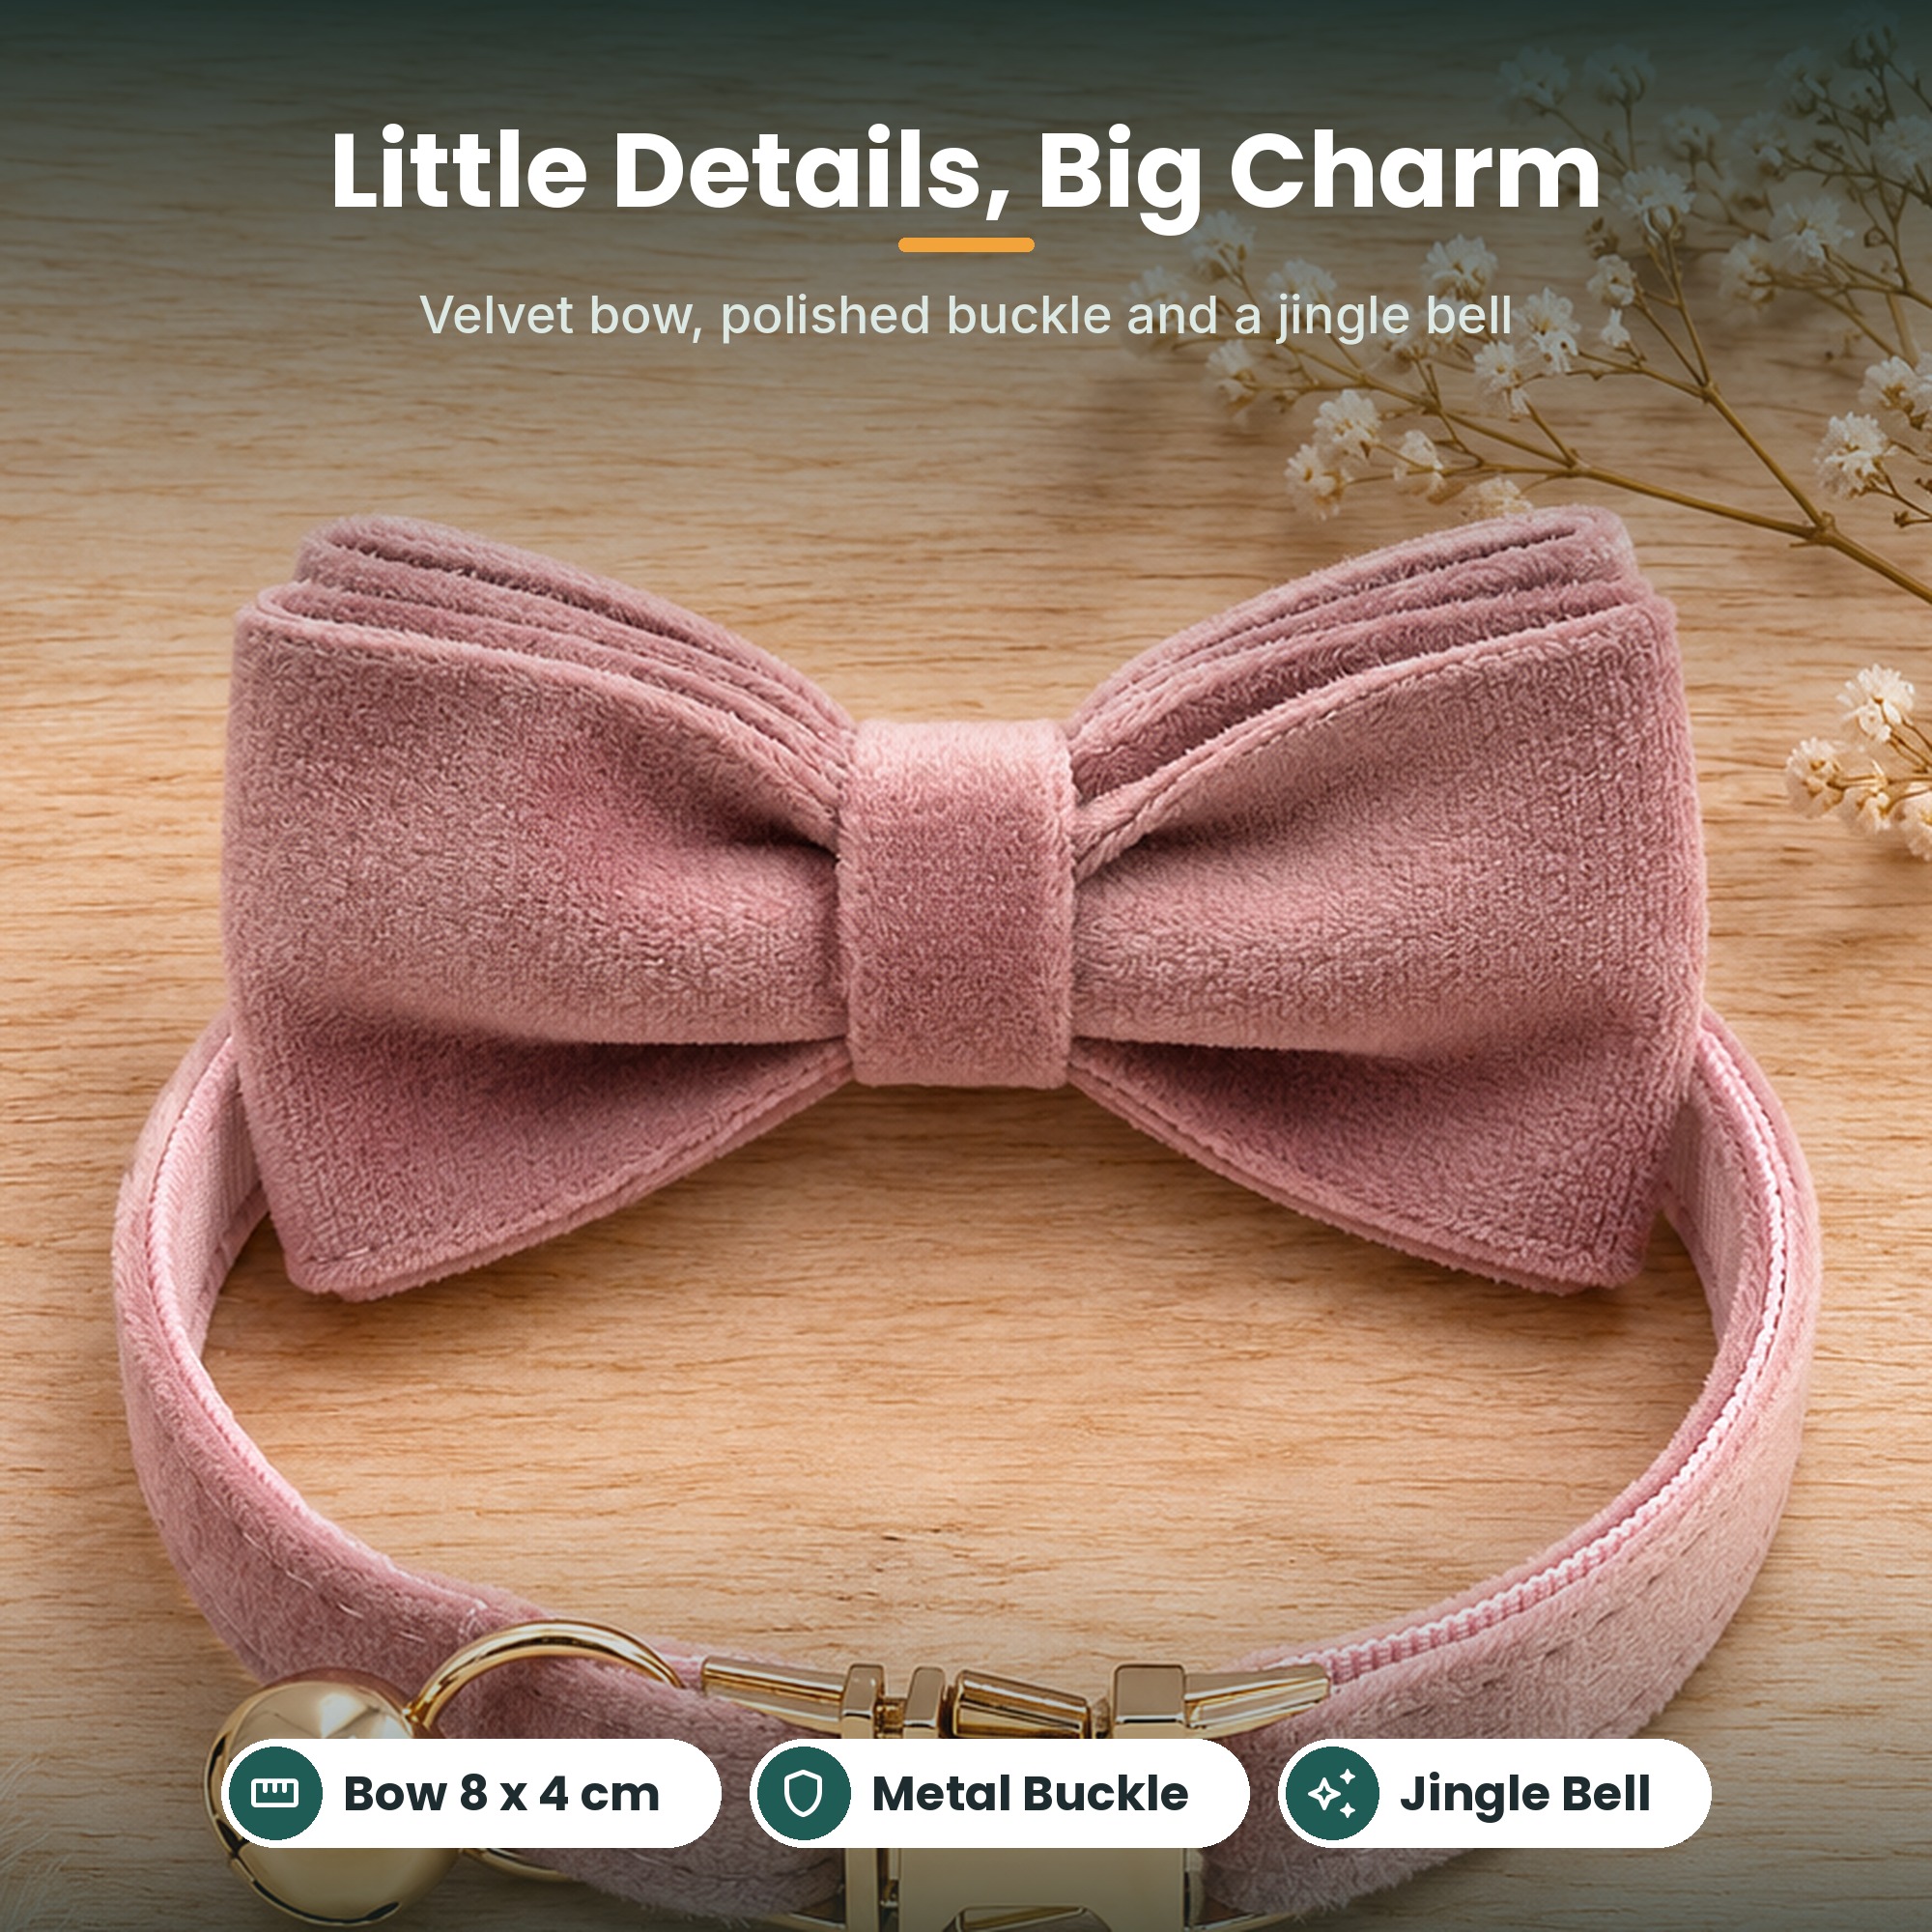 Little Details, Big Charm
Velvet bow, polished buckle and a jingle bell
Bow 8 x 4 cm
Metal Buckle
Jingle Bell